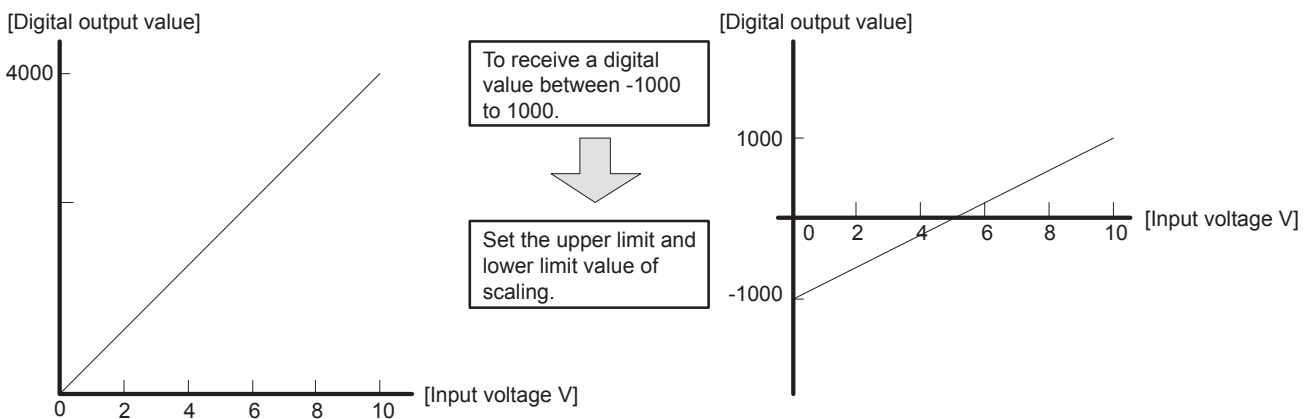 [Digital output value]
4000
0
2
4
6
8
10
[Input voltage V]
To receive a digital
value between -1000
to 1000.
Set the upper limit and
lower limit value of
scaling.
[Digital output value]
1000
0
2
4
6
8
10
[Input voltage V]
-1000